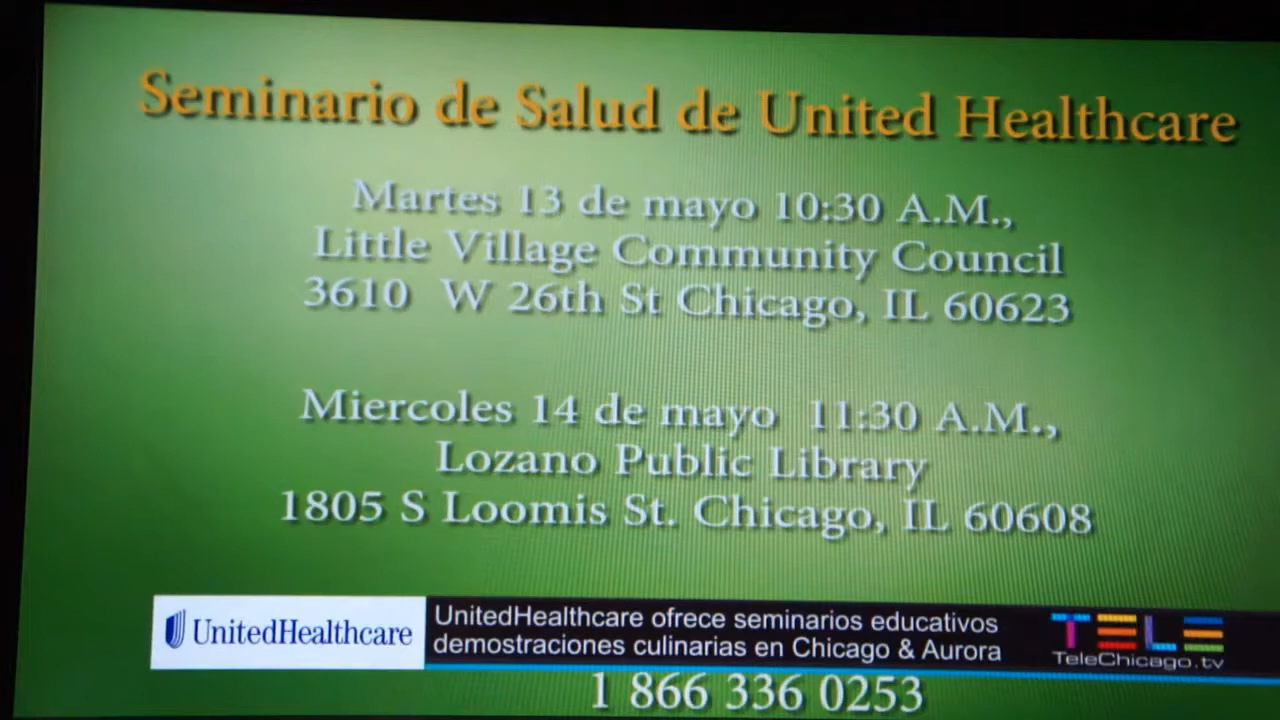 Seminario de Salud de United Healthcare
Martes 13 de mayo 10:30 A.M.,
Little Village Community Council
3610 W 26th St Chicago, IL 60623
Miercoles 14 de mayo 11:30 A.M.,
Lozano Public Library
1805 S Loomis St. Chicago, IL 60608
UnitedHealthcare
UnitedHealthcare ofrece seminarios educativos
demostraciones culinarias en Chicago & Aurora
TELE
TeleChicago.tv
1 866 336 0253